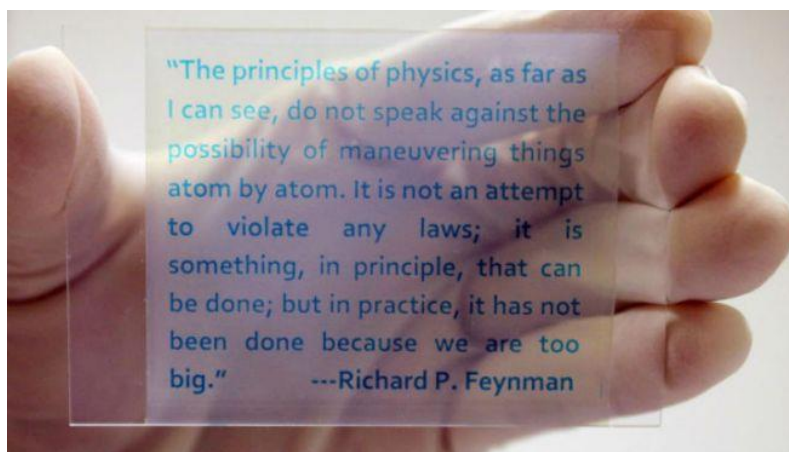 “The principles of physics, as far as
I can see, do not speak against the
possibility of maneuvering things
atom by atom. It is not an attempt
to violate any laws; it is
something, in principle, that can
be done; but in practice, it has not
been done because we are too
big.” ---Richard P. Feynman